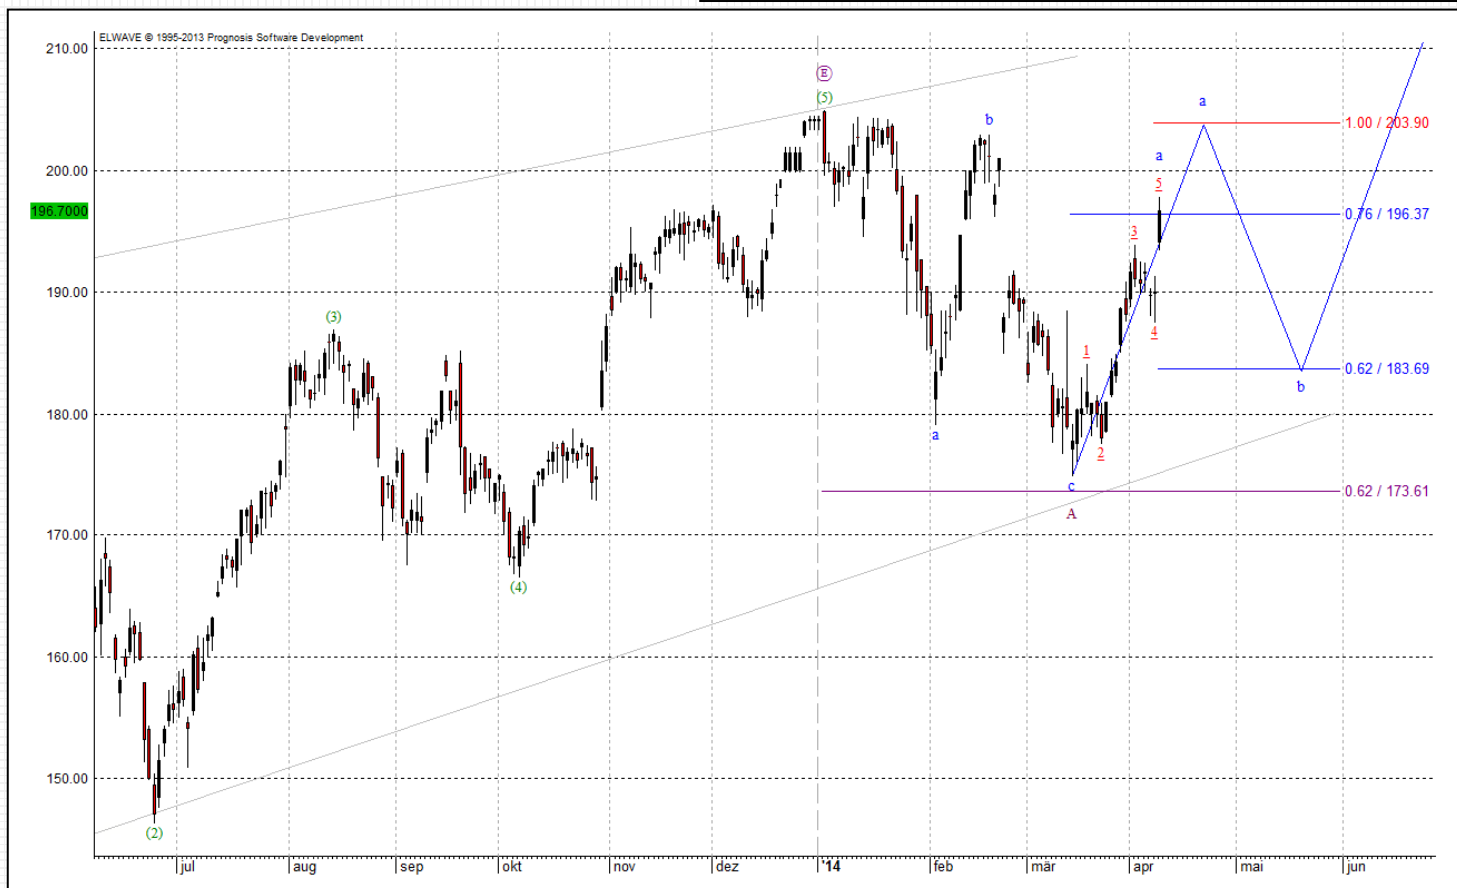 ELWAVE © 1995-2013 Prognosis Software Development
210.00
E
(5)
b
a
1.00 / 203.90
a
200.00
5
196.7000
0.76 / 196.37
3
190.00
(3)
4
1
0.62 / 183.69
b
180.00
a
2
c
0.62 / 173.61
A
170.00
(4)
160.00
150.00
(2)
jul
aug
sep
okt
nov
dez
'14
feb
mär
apr
mai
jun